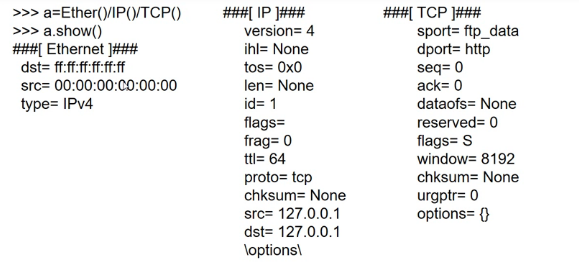 >>> a=Ether()/IP()/TCP()
>>> a.show()
###[ Ethernet ]###
dst= ff:ff:ff:ff:ff:ff
src= 00:00:00:00:00:00
type= IPv4
###[ IP ]###
version= 4
ihl= None
tos= 0x0
len= None
id= 1
flags=
frag= 0
ttl= 64
proto= tcp
chksum= None
src= 127.0.0.1
dst= 127.0.0.1
\options\
###[ TCP ]###
sport= ftp_data
dport= http
seq= 0
ack= 0
dataofs= None
reserved= 0
flags= S
window= 8192
chksum= None
urgptr= 0
options= {}